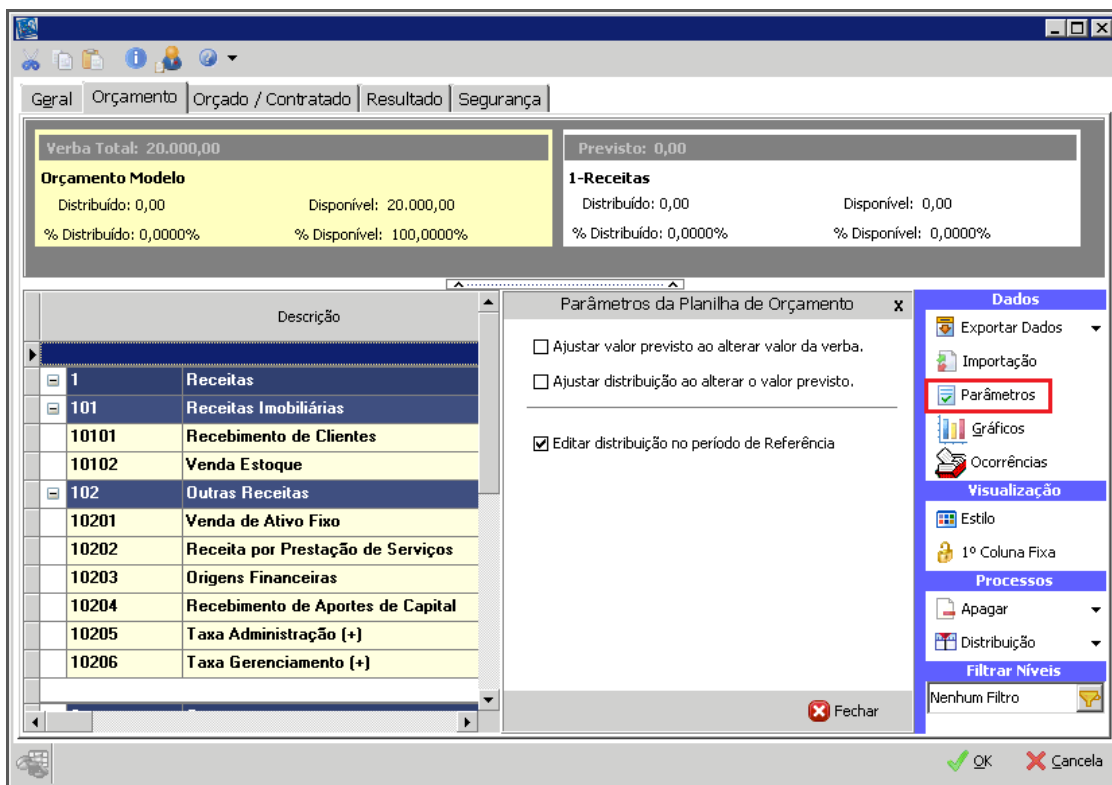 Geral Orçamento Orçado / Contratado Resultado Segurança
Verba Total: 20.000,00
Orçamento Modelo
Distribuído: 0,00 Disponível: 20.000,00
% Distribuído: 0,0000% % Disponível: 100,0000%
Previsto: 0,00
1-Receitas
Distribuído: 0,00 Disponível: 0,00
% Distribuído: 0,0000% % Disponível: 0,0000%
Descrição
1 Receitas
101 Receitas Imobiliárias
10101 Recebimento de Clientes
10102 Venda Estoque
102 Outras Receitas
10201 Venda de Ativo Fixo
10202 Receita por Prestação de Serviços
10203 Origens Financeiras
10204 Recebimento de Aportes de Capital
10205 Taxa Administração (+)
10206 Taxa Gerenciamento (+)
Parâmetros da Planilha de Orçamento x
Ajustar valor previsto ao alterar valor da verba.
Ajustar distribuição ao alterar o valor previsto.
Editar distribuição no período de Referência
Fechar
Dados
Exportar Dados
Importação
Parâmetros
Gráficos
Ocorrências
Visualização
Estilo
1º Coluna Fixa
Processos
Apagar
Distribuição
Filtrar Níveis
Nenhum Filtro
OK Cancela